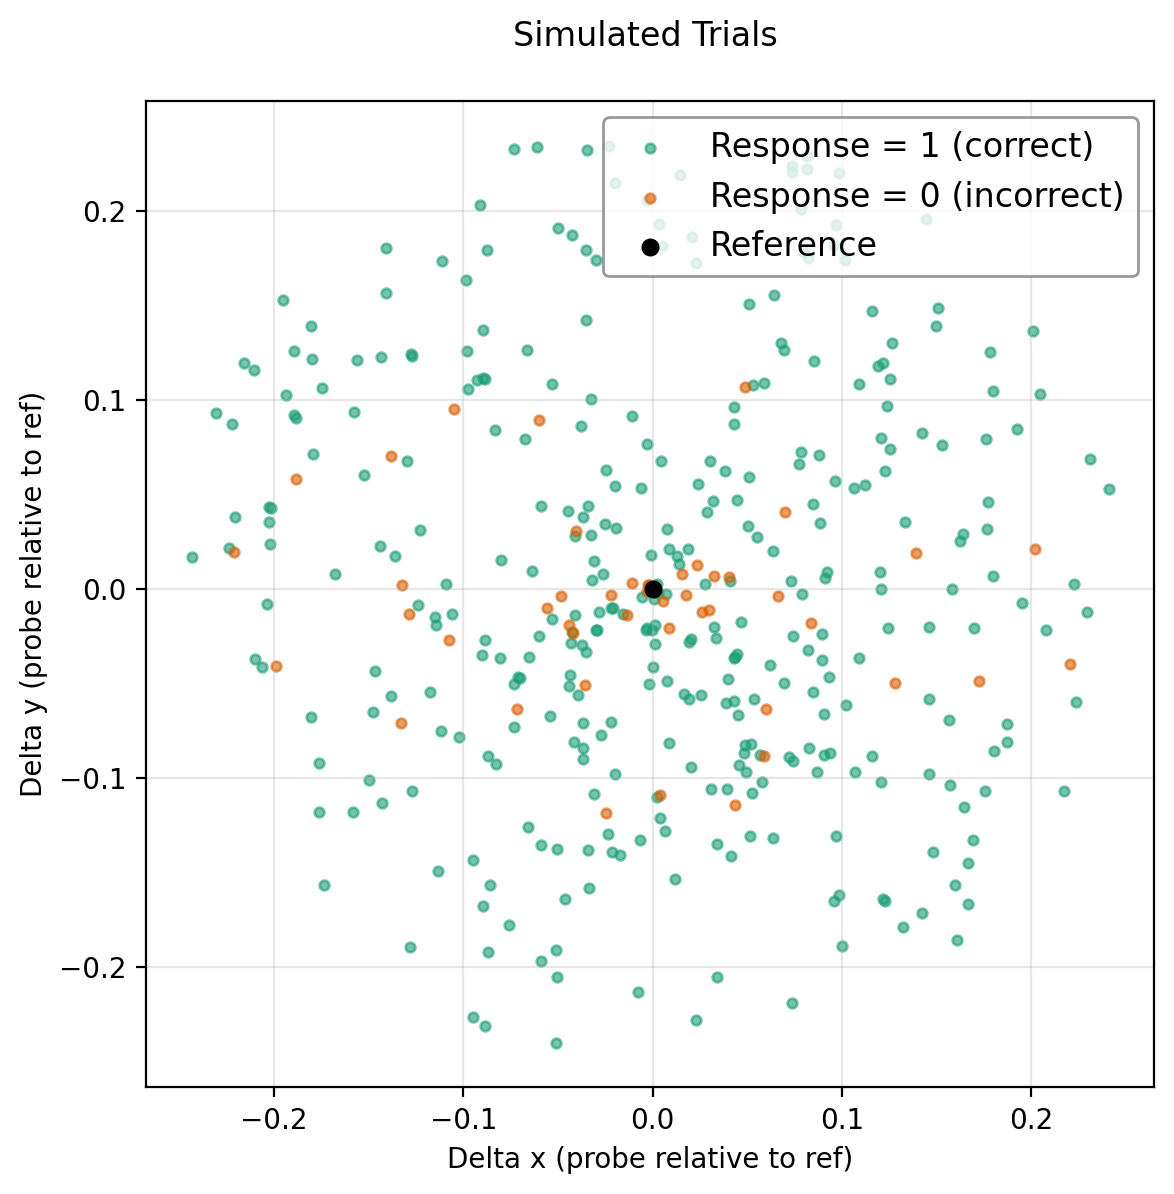 Simulated Trials
Response = 1 (correct)
Response = 0 (incorrect)
Reference
0.2
0.1
0.0
−0.1
−0.2
Delta y (probe relative to ref)
−0.2
−0.1
0.0
0.1
0.2
Delta x (probe relative to ref)